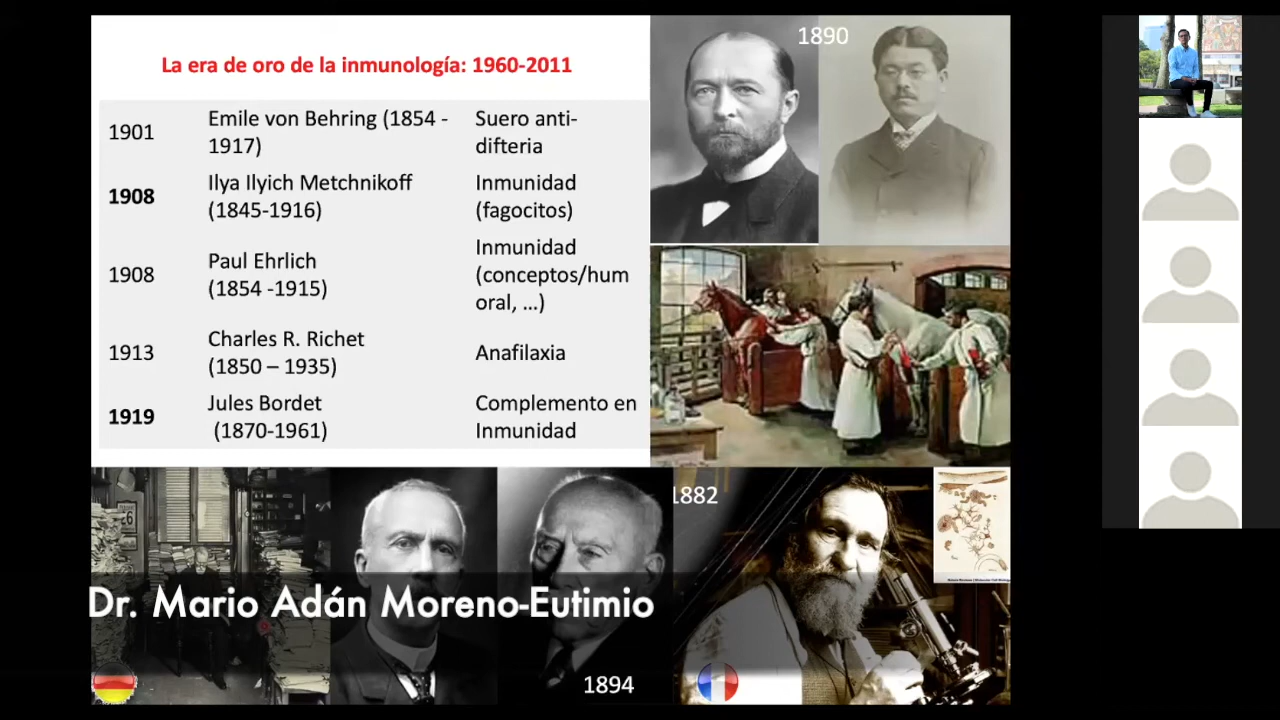 La era de oro de la inmunología: 1960-2011
1901
Emile von Behring (1854 -
1917)
Suero anti-
difteria
1908
Ilya Ilyich Metchnikoff
(1845-1916)
Inmunidad
(fagocitos)
1908
Paul Ehrlich
(1854 -1915)
Inmunidad
(conceptos/hum
oral, ...)
1913
Charles R. Richet
(1850 – 1935)
Anafilaxia
1919
Jules Bordet
(1870-1961)
Complemento en
Inmunidad
1890
1882
Dr. Mario Adán Moreno-Eutimio
1894